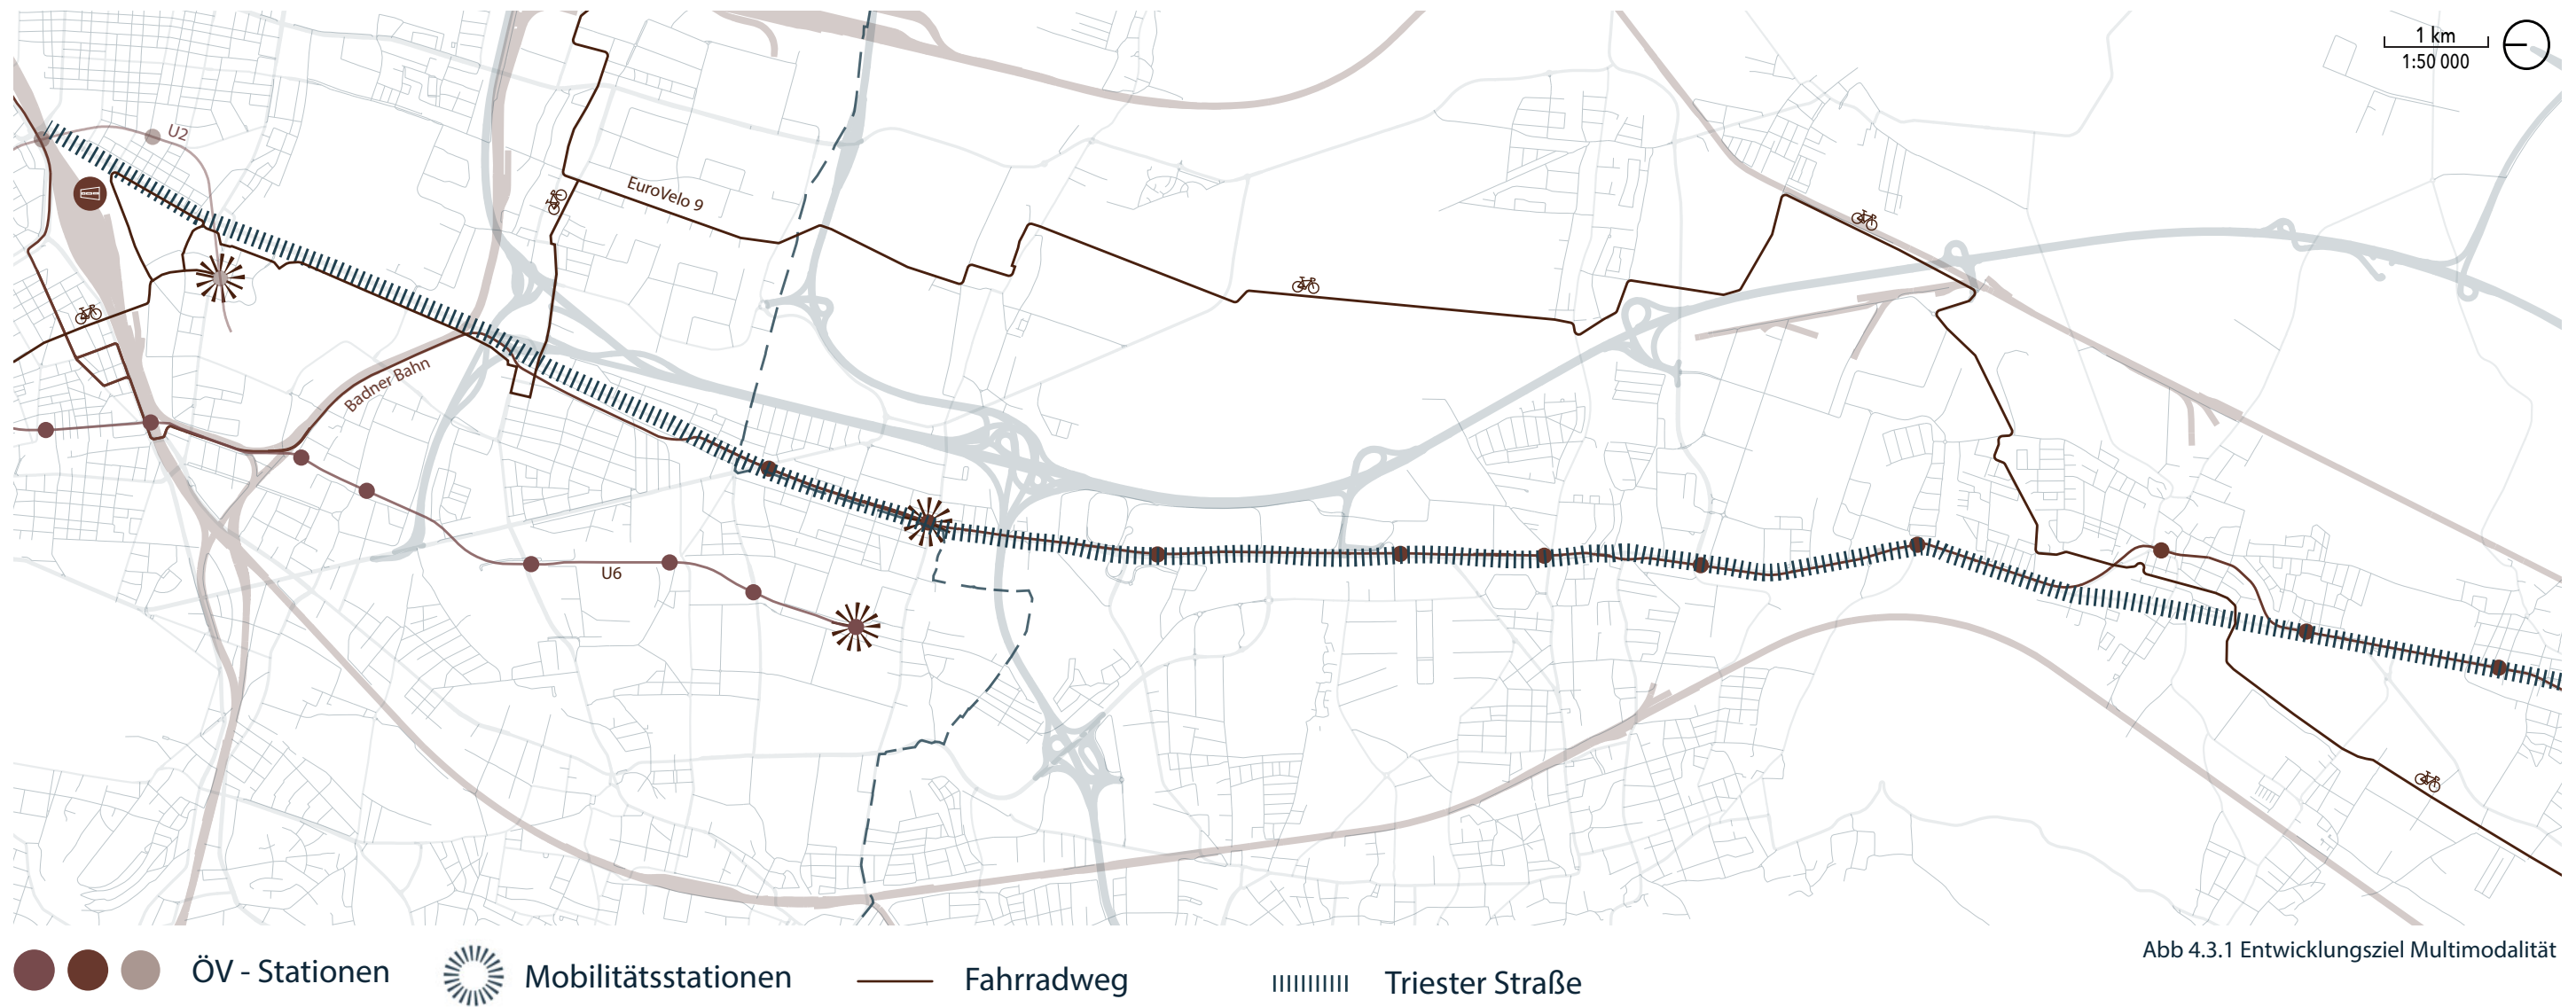 1 km
1:50 000
U2
EuroVelo 9
Badner Bahn
U6
Abb 4.3.1 Entwicklungsziel Multimodalität
ÖV - Stationen
Mobilitätsstationen
Fahrradweg
Triester Straße